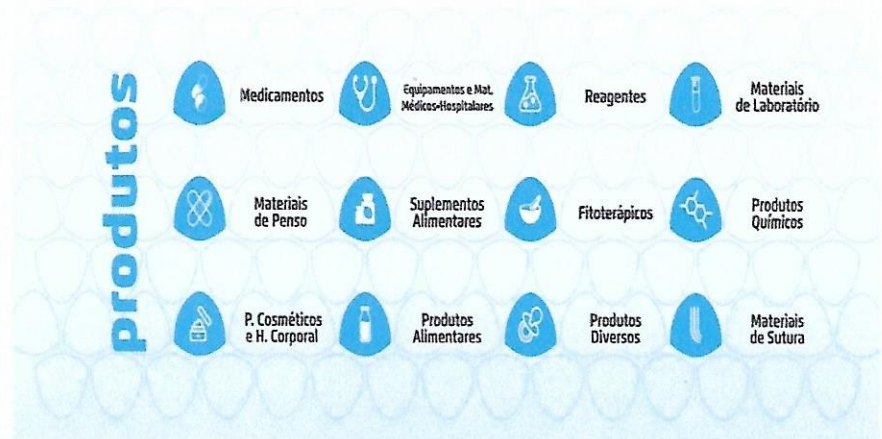 produtos
Medicamentos
Equipamentos e Mat.
Médicos-Hospitalares
Reagentes
Materiais
de Laboratório
Materiais
de Penso
Suplementos
Alimentares
Fitoterápicos
Produtos
Químicos
P. Cosméticos
e H. Corporal
Produtos
Alimentares
Produtos
Diversos
Materiais
de Sutura